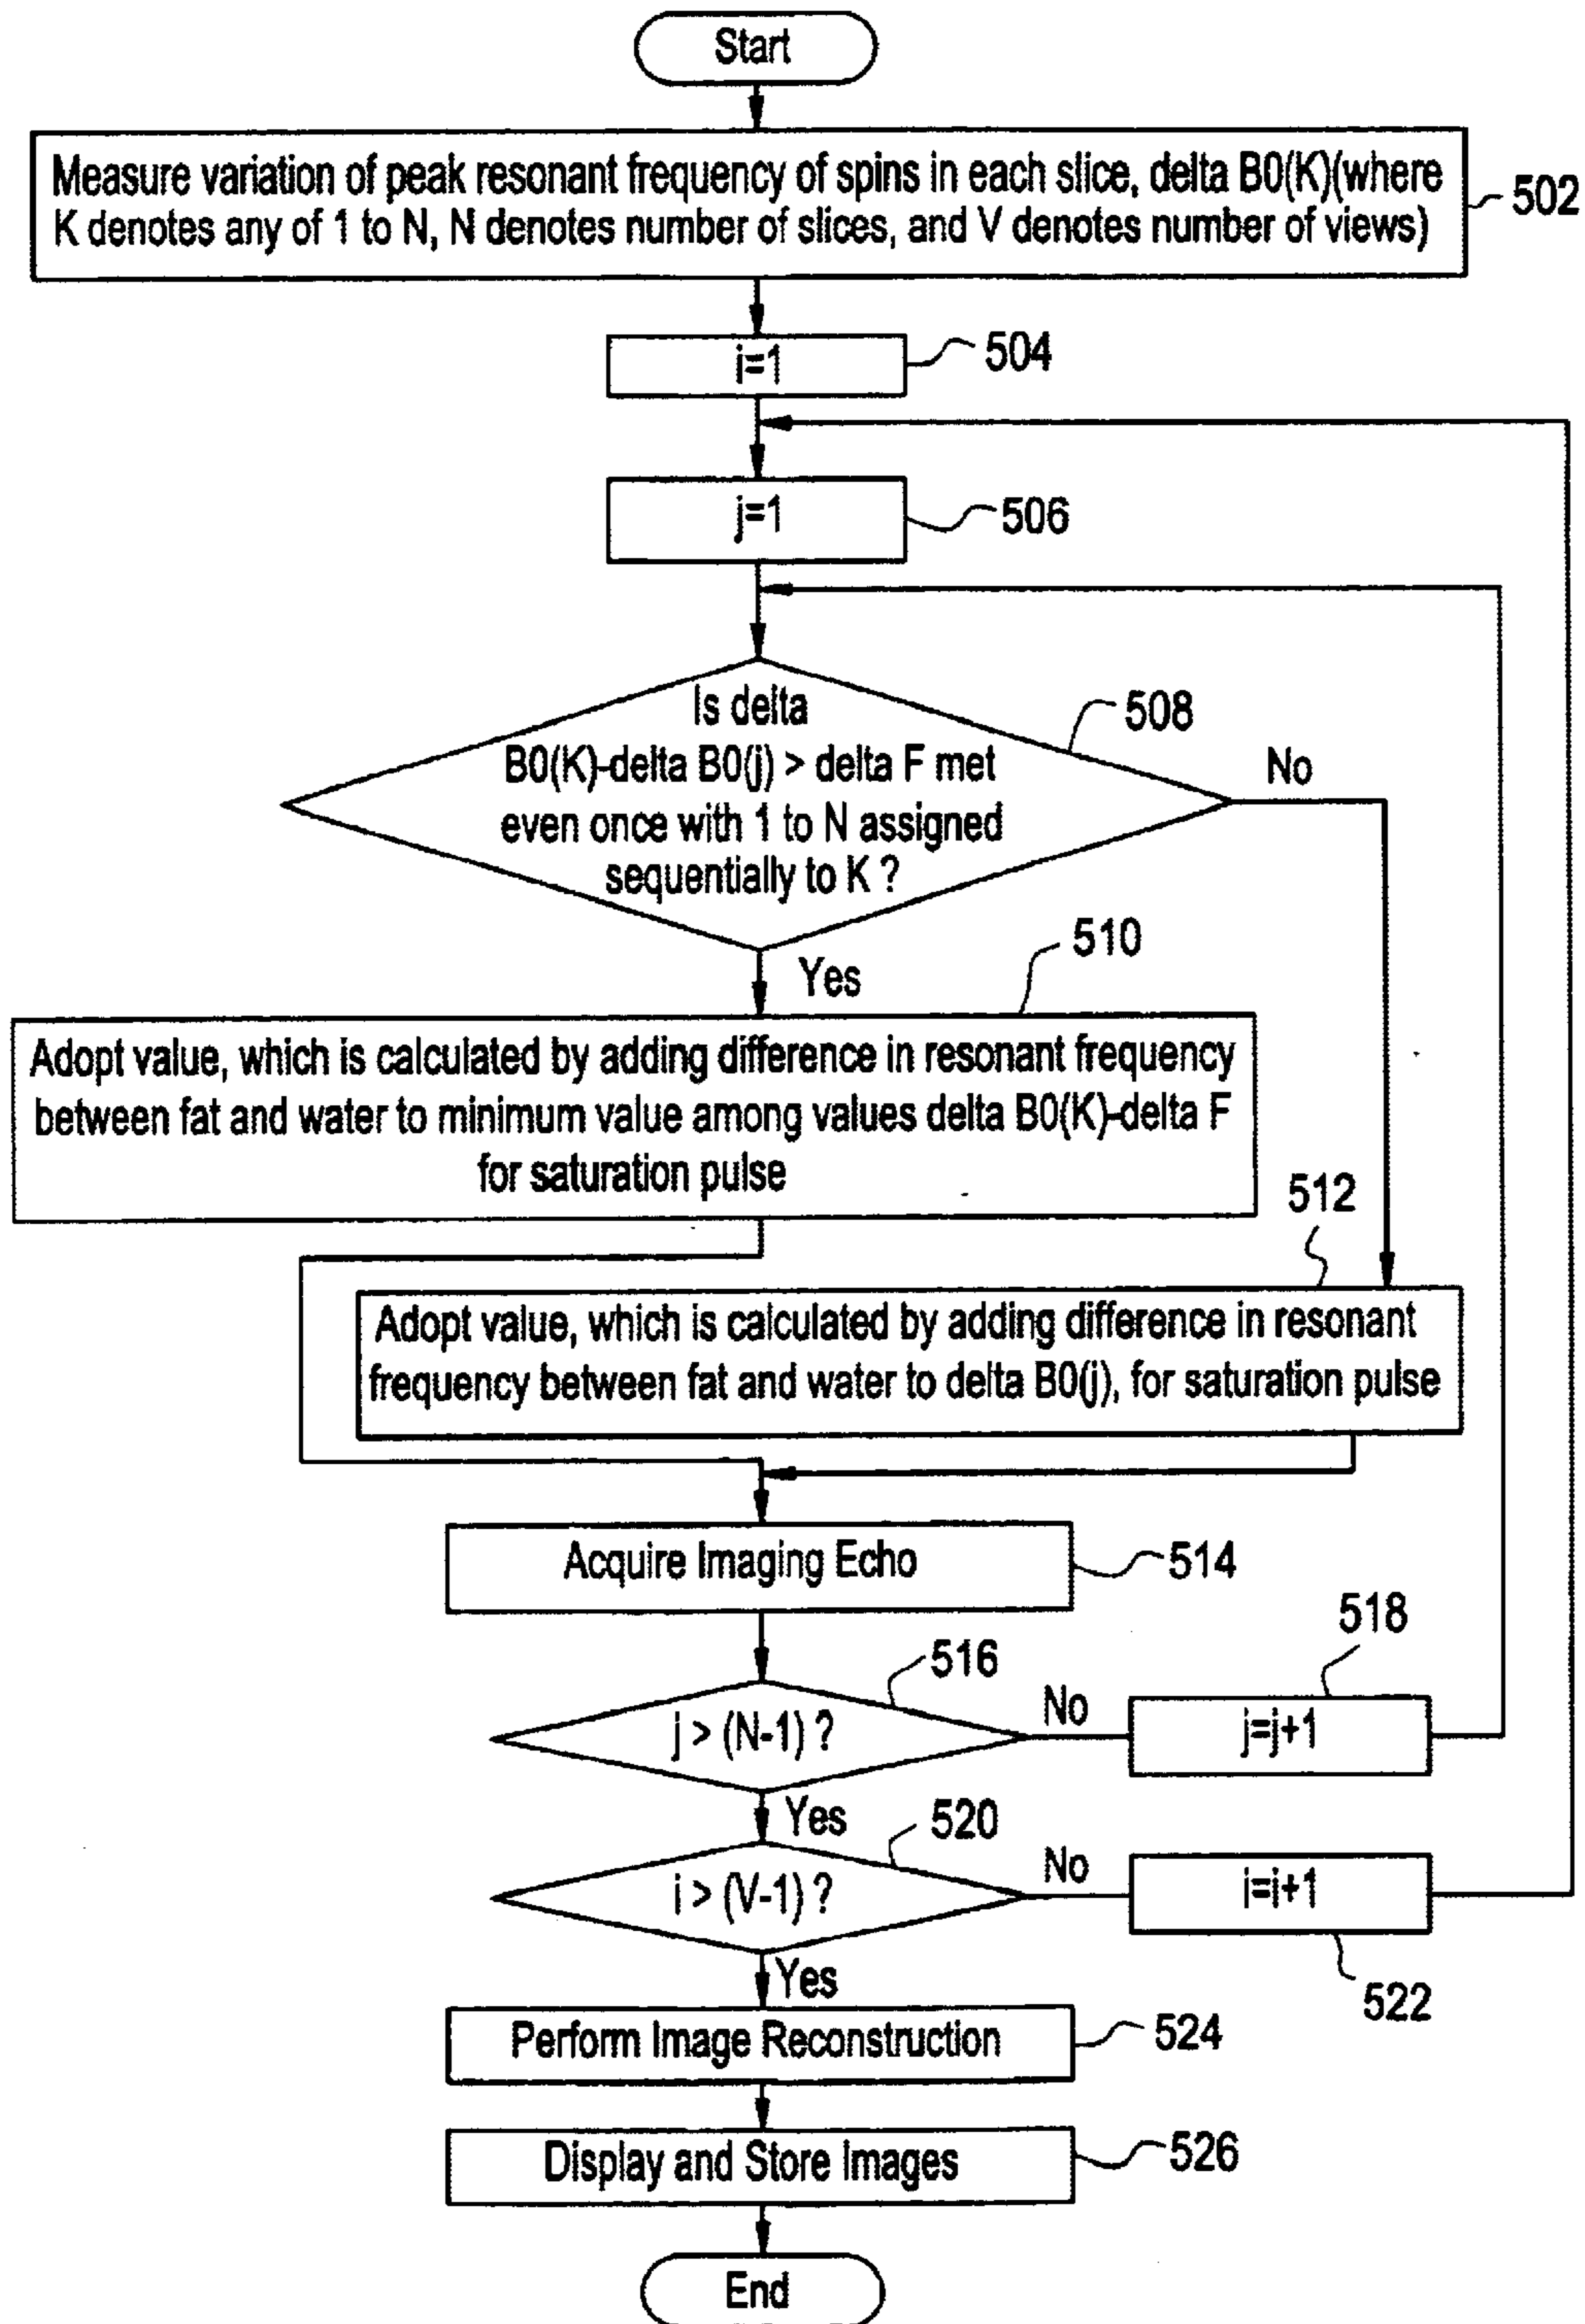 Start
Measure variation of peak resonant frequency of spins in each slice, delta B0(K)(where
K denotes any of 1 to N, N denotes number of slices, and V denotes number of views)
502
i=1
504
j=1
506
Is delta
B0(K)-delta B0(j) > delta F met
even once with 1 to N assigned
sequentially to K ?
508
No
Yes
510
Adopt value, which is calculated by adding difference in resonant frequency
between fat and water to minimum value among values delta B0(K)-delta F
for saturation pulse
512
Adopt value, which is calculated by adding difference in resonant
frequency between fat and water to delta B0(j), for saturation pulse
Acquire Imaging Echo
514
516
j > (N-1) ?
No
518
j=j+1
Yes
520
i > (V-1) ?
No
i=i+1
522
Yes
Perform Image Reconstruction
524
Display and Store Images
526
End